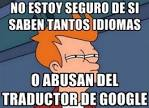 NO ESTOY SEGURO DE SI
SABEN TANTOS IDIOMAS
O ABUSAN DEL
TRADUCTOR DE GOOGLE